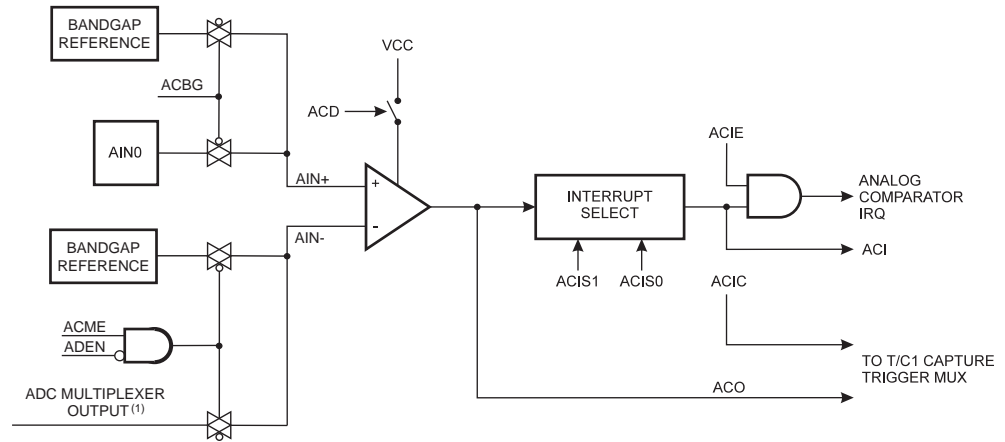 BANDGAP
REFERENCE
VCC
ACBG
ACD
AIN0
ACIE
AIN+
+
-
INTERRUPT
SELECT
ANALOG
COMPARATOR
IRQ
BANDGAP
REFERENCE
AIN-
ACI
ACIS1
ACIS0
ACIC
ACME
ADEN
TO T/C1 CAPTURE
TRIGGER MUX
ADC MULTIPLEXER
OUTPUT (1)
ACO